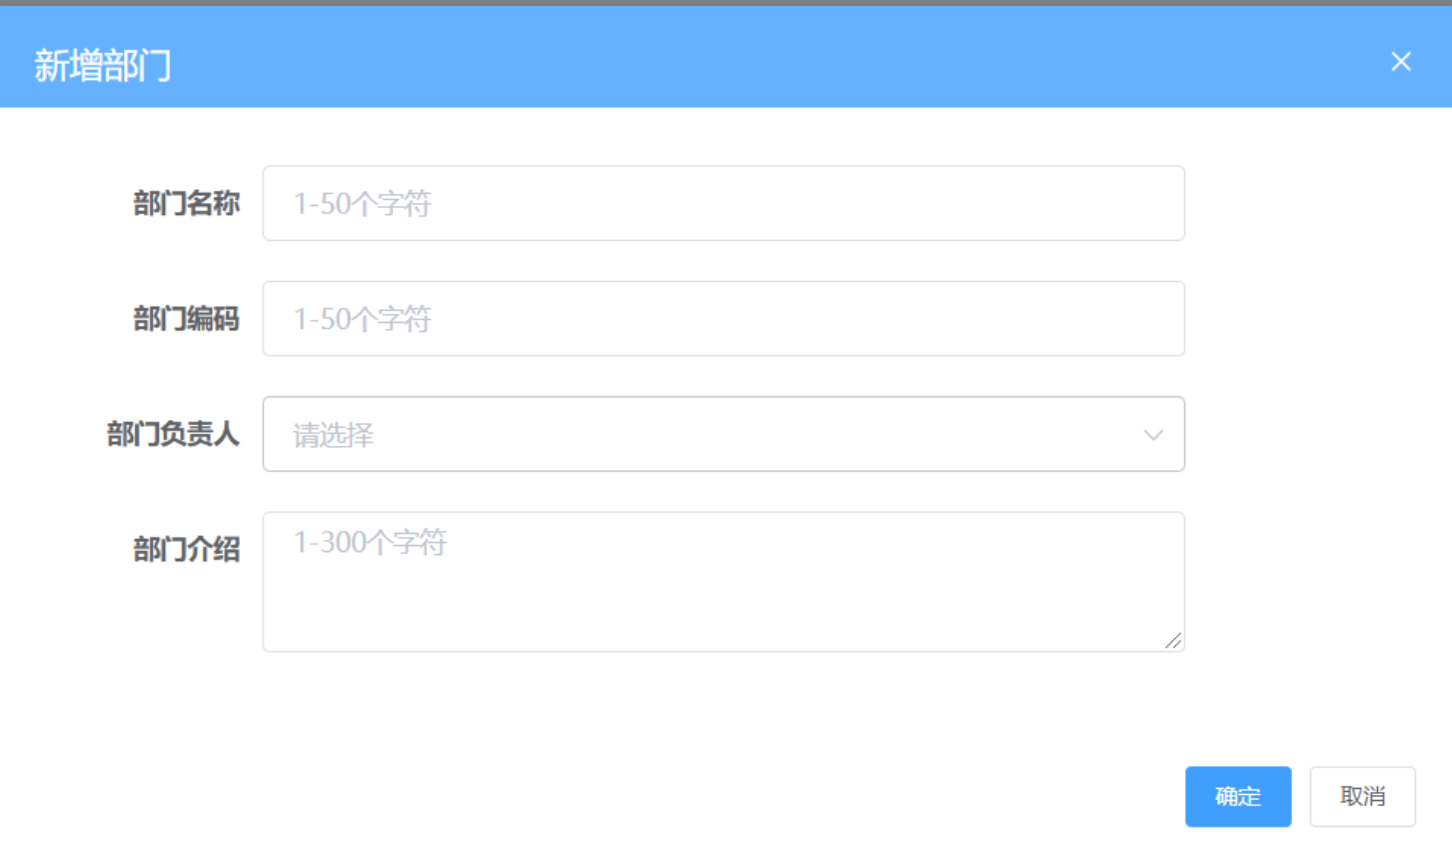 新增部门
部门名称 1-50个字符
部门编码 1-50个字符
部门负责人 请选择
部门介绍 1-300个字符
确定 取消